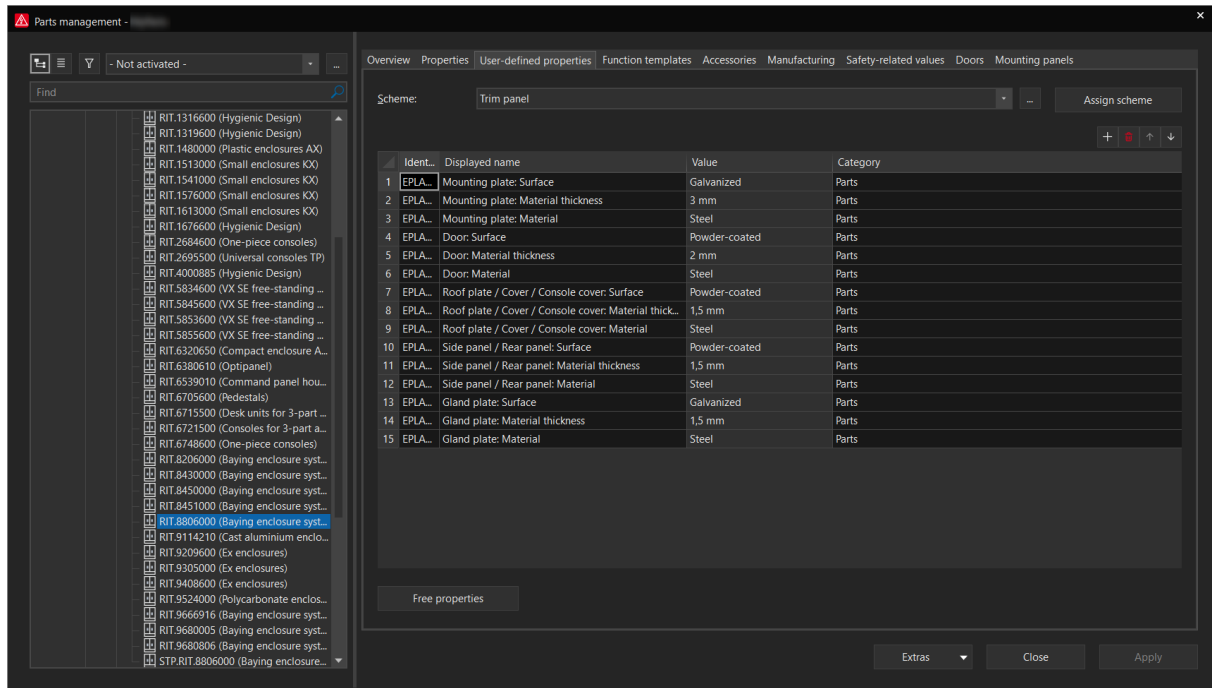 Parts management -
- Not activated -
...
Find
RIT.1316600 (Hygienic Design)
RIT.1319600 (Hygienic Design)
RIT.1480000 (Plastic enclosures AX)
RIT.1513000 (Small enclosures KX)
RIT.1541000 (Small enclosures KX)
RIT.1576000 (Small enclosures KX)
RIT.1613000 (Small enclosures KX)
RIT.1676600 (Hygienic Design)
RIT.2684600 (One-piece consoles)
RIT.2695500 (Universal consoles TP)
RIT.4000885 (Hygienic Design)
RIT.5834600 (VX SE free-standing ...
RIT.5845600 (VX SE free-standing ...
RIT.5853600 (VX SE free-standing ...
RIT.5855600 (VX SE free-standing ...
RIT.6320650 (Compact enclosure A...
RIT.6380610 (Optipanel)
RIT.6539010 (Command panel hou...
RIT.6705600 (Pedestals)
RIT.6715500 (Desk units for 3-part ...
RIT.6721500 (Consoles for 3-part a...
RIT.6748600 (One-piece consoles)
RIT.8206000 (Baying enclosure syst...
RIT.8430000 (Baying enclosure syst...
RIT.8450000 (Baying enclosure syst...
RIT.8451000 (Baying enclosure syst...
RIT.8806000 (Baying enclosure syst...
RIT.9114210 (Cast aluminium enclo...
RIT.9209600 (Ex enclosures)
RIT.9305000 (Ex enclosures)
RIT.9408600 (Ex enclosures)
RIT.9524000 (Polycarbonate enclos...
RIT.9666916 (Baying enclosure syst...
RIT.9680005 (Baying enclosure syst...
RIT.9680806 (Baying enclosure syst...
STP.RIT.8806000 (Baying enclosure...
Overview Properties User-defined properties Function templates Accessories Manufacturing Safety-related values Doors Mounting panels
Scheme: Trim panel ... Assign scheme
Ident... Displayed name Value Category
1 EPLA... Mounting plate: Surface Galvanized Parts
2 EPLA... Mounting plate: Material thickness 3 mm Parts
3 EPLA... Mounting plate: Material Steel Parts
4 EPLA... Door: Surface Powder-coated Parts
5 EPLA... Door: Material thickness 2 mm Parts
6 EPLA... Door: Material Steel Parts
7 EPLA... Roof plate / Cover / Console cover: Surface Powder-coated Parts
8 EPLA... Roof plate / Cover / Console cover: Material thick... 1,5 mm Parts
9 EPLA... Roof plate / Cover / Console cover: Material Steel Parts
10 EPLA... Side panel / Rear panel: Surface Powder-coated Parts
11 EPLA... Side panel / Rear panel: Material thickness 1,5 mm Parts
12 EPLA... Side panel / Rear panel: Material Steel Parts
13 EPLA... Gland plate: Surface Galvanized Parts
14 EPLA... Gland plate: Material thickness 1,5 mm Parts
15 EPLA... Gland plate: Material Steel Parts
Free properties
Extras Close Apply